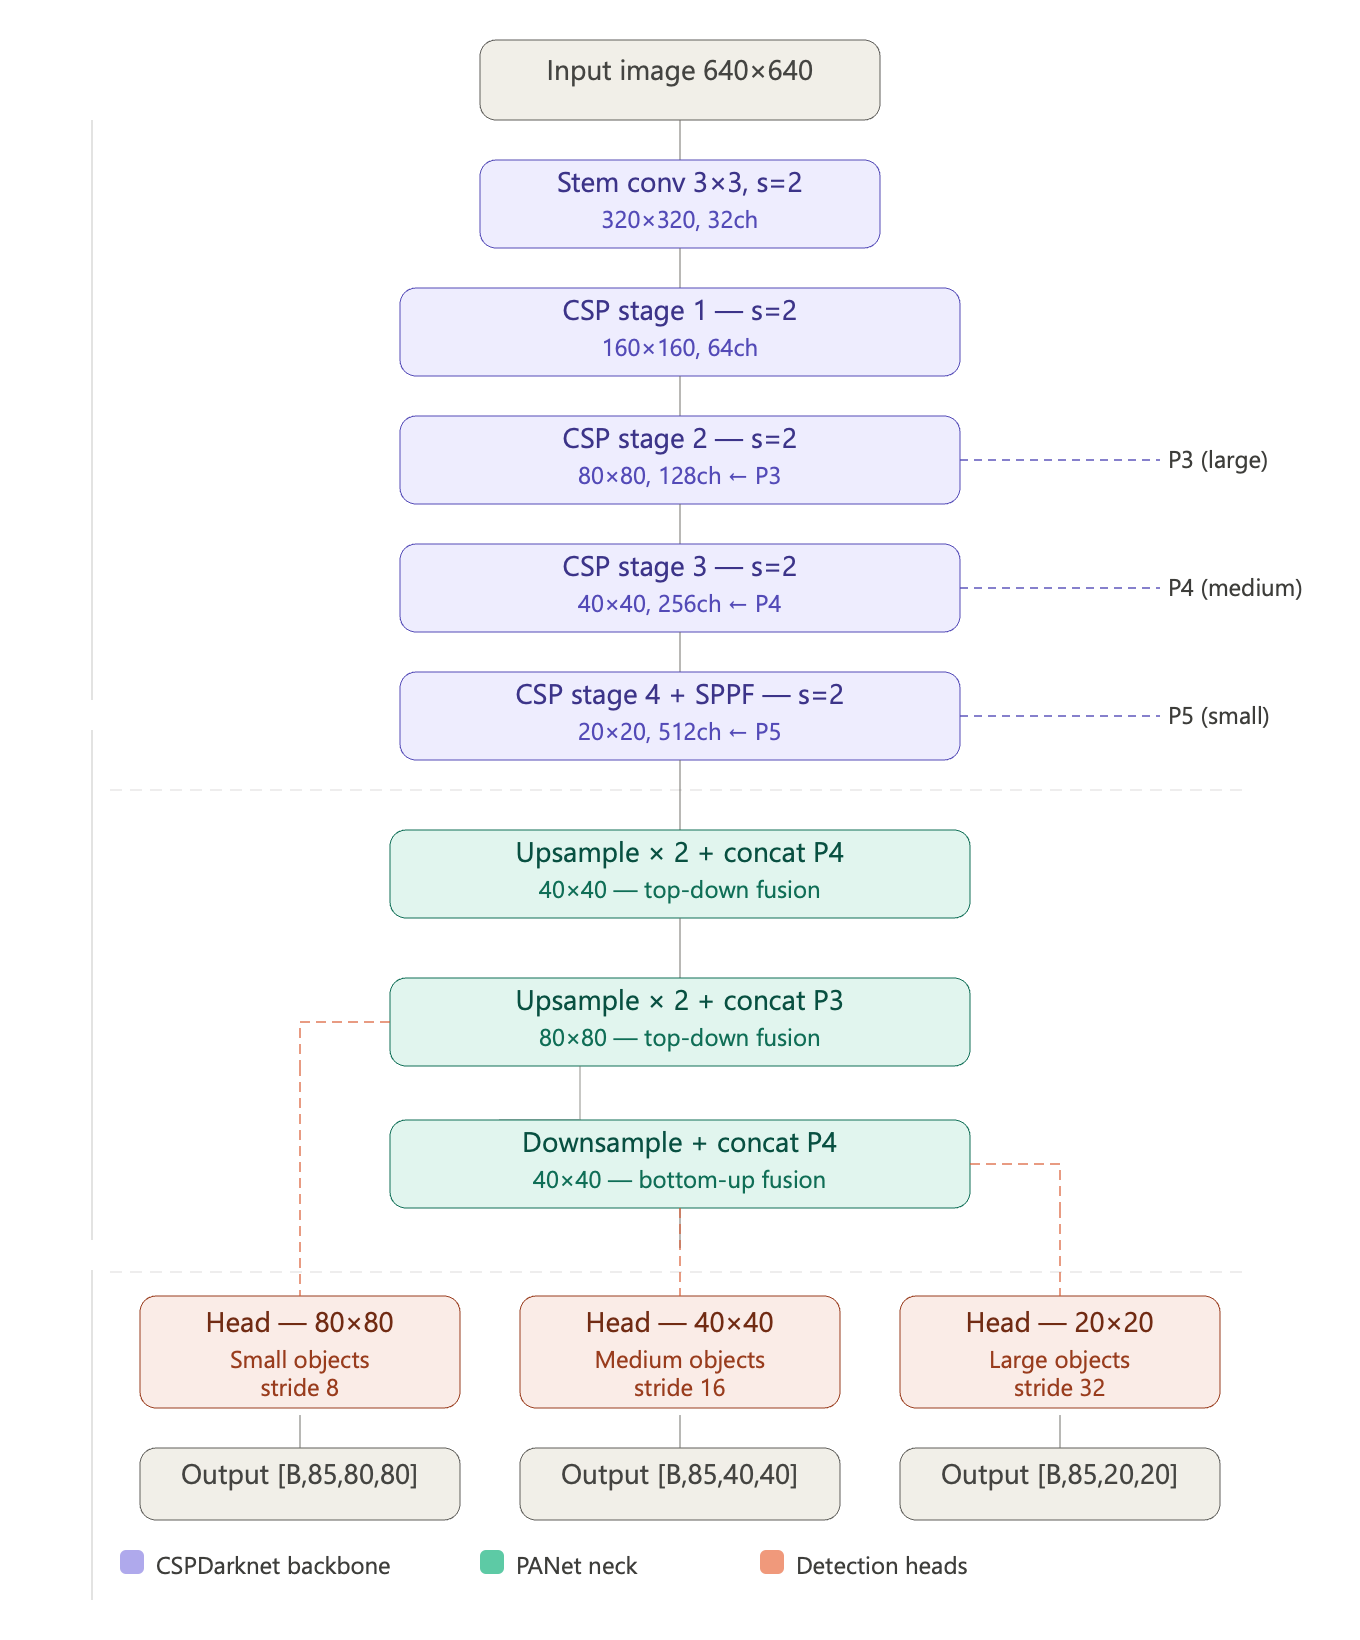 Input image 640×640
Stem conv 3×3, s=2
320×320, 32ch
CSP stage 1 — s=2
160×160, 64ch
CSP stage 2 — s=2
80×80, 128ch ← P3
P3 (large)
CSP stage 3 — s=2
40×40, 256ch ← P4
P4 (medium)
CSP stage 4 + SPPF — s=2
20×20, 512ch ← P5
P5 (small)
Upsample × 2 + concat P4
40×40 — top-down fusion
Upsample × 2 + concat P3
80×80 — top-down fusion
Downsample + concat P4
40×40 — bottom-up fusion
Head — 80×80
Small objects
stride 8
Head — 40×40
Medium objects
stride 16
Head — 20×20
Large objects
stride 32
Output [B,85,80,80]
Output [B,85,40,40]
Output [B,85,20,20]
CSPDarknet backbone
PANet neck
Detection heads